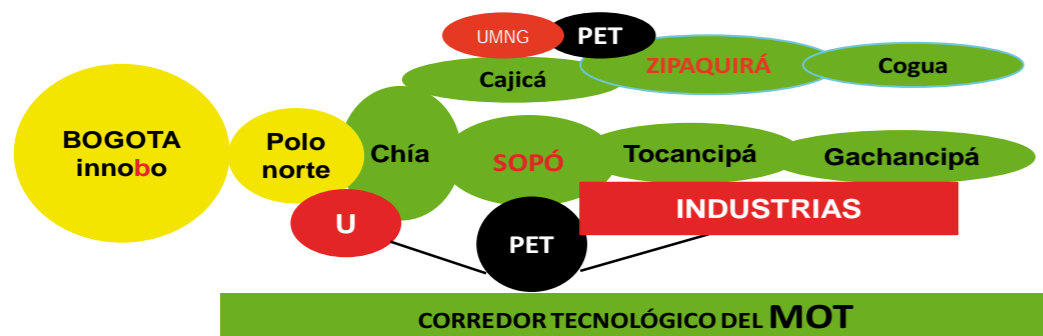 UMNG
PET
ZIPAQUIRÁ
Cogua
Cajicá
BOGOTA
innobo
Polo
norte
Chía
SOPÓ
Tocancipá
Gachancipá
U
INDUSTRIAS
PET
CORREDOR TECNOLÓGICO DEL MOT